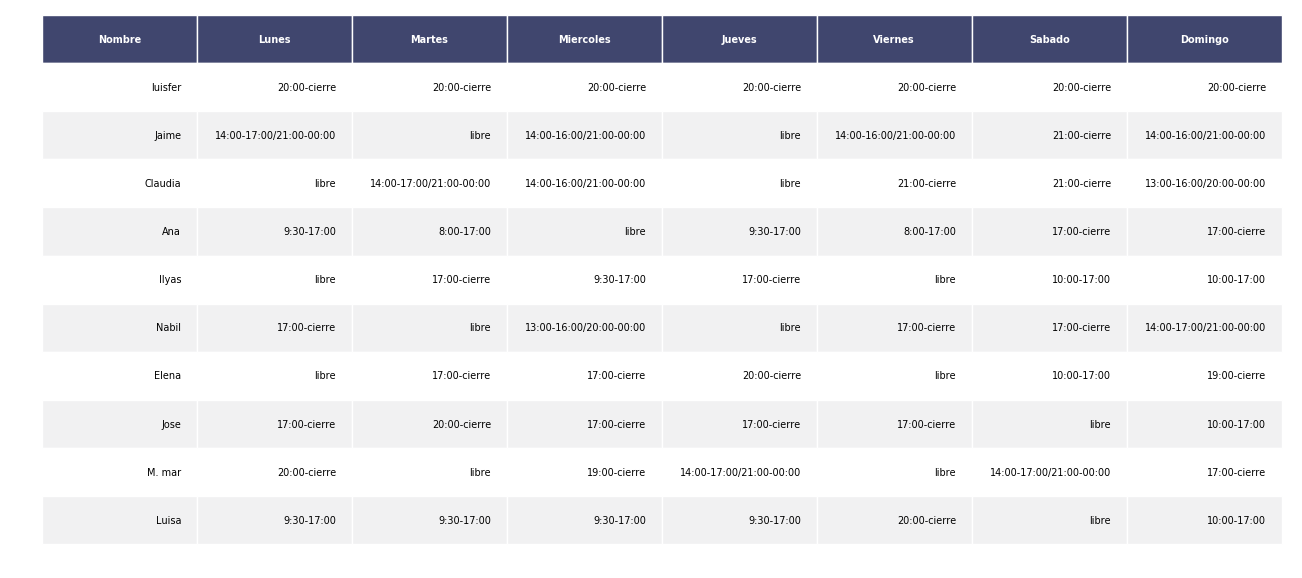 Nombre Lunes Martes Miercoles Jueves Viernes Sabado Domingo
luisfer 20:00-cierre 20:00-cierre 20:00-cierre 20:00-cierre 20:00-cierre 20:00-cierre 20:00-cierre
Jaime 14:00-17:00/21:00-00:00 libre 14:00-16:00/21:00-00:00 libre 14:00-16:00/21:00-00:00 21:00-cierre 14:00-16:00/21:00-00:00
Claudia libre 14:00-17:00/21:00-00:00 14:00-16:00/21:00-00:00 libre 21:00-cierre 21:00-cierre 13:00-16:00/20:00-00:00
Ana 9:30-17:00 8:00-17:00 libre 9:30-17:00 8:00-17:00 17:00-cierre 17:00-cierre
Ilyas libre 17:00-cierre 9:30-17:00 17:00-cierre libre 10:00-17:00 10:00-17:00
Nabil 17:00-cierre libre 13:00-16:00/20:00-00:00 libre 17:00-cierre 17:00-cierre 14:00-17:00/21:00-00:00
Elena libre 17:00-cierre 17:00-cierre 20:00-cierre libre 10:00-17:00 19:00-cierre
Jose 17:00-cierre 20:00-cierre 17:00-cierre 17:00-cierre 17:00-cierre libre 10:00-17:00
M. mar 20:00-cierre libre 19:00-cierre 14:00-17:00/21:00-00:00 libre 14:00-17:00/21:00-00:00 17:00-cierre
Luisa 9:30-17:00 9:30-17:00 9:30-17:00 9:30-17:00 20:00-cierre libre 10:00-17:00